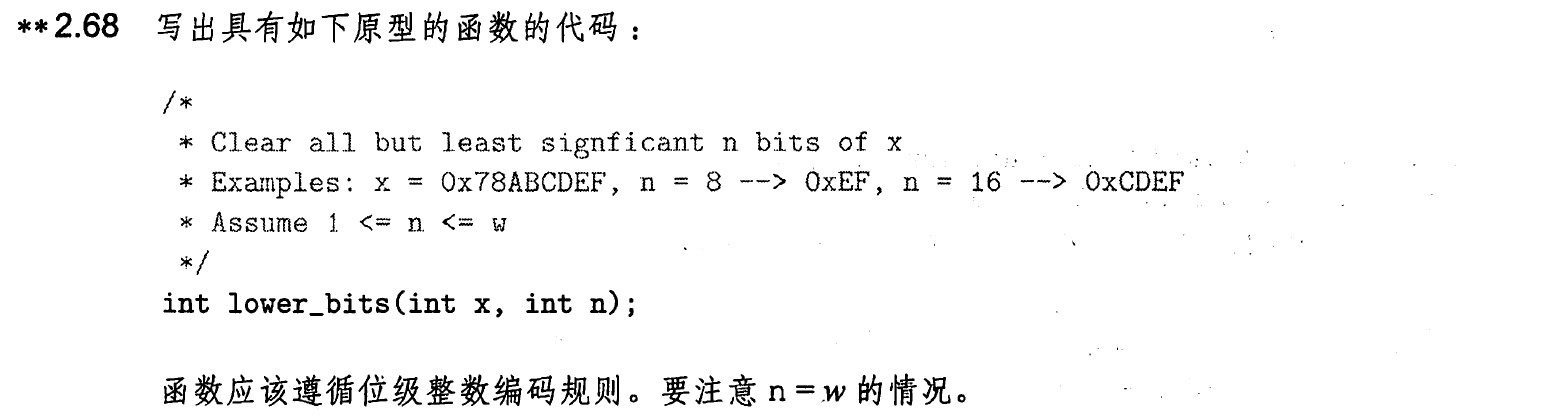 **2.68 写出具有如下原型的函数的代码：
/*
* Clear all but least signficant n bits of x
* Examples: x = 0x78ABCDEF, n = 8 --> 0xEF, n = 16 --> 0xCDEF
* Assume 1 <= n <= w
*/
int lower_bits(int x, int n);
函数应该遵循位级整数编码规则。要注意 n = w 的情况。